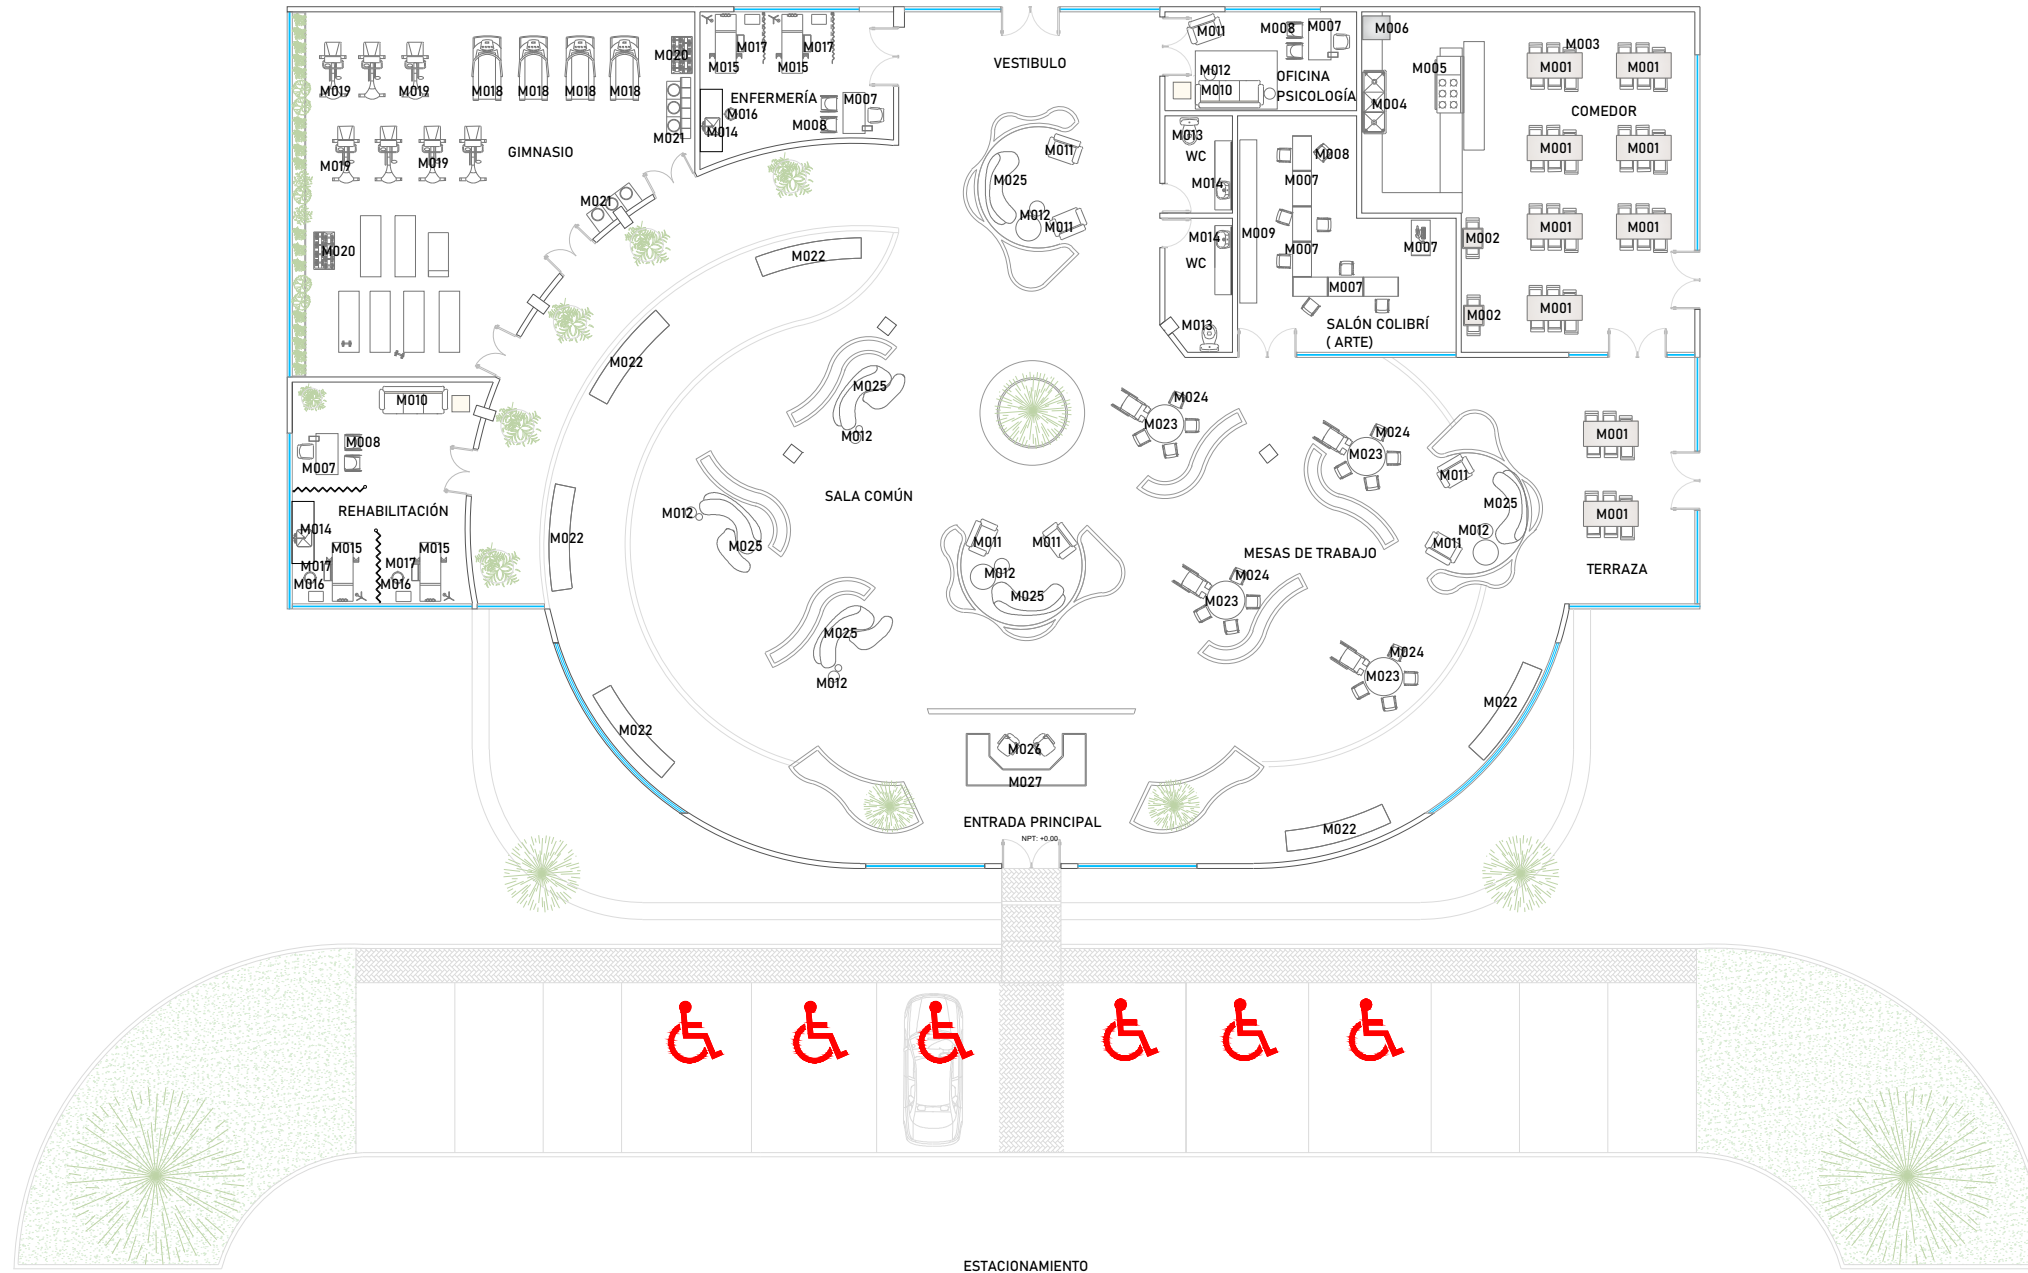 M011
M008
M007
M006
M003
M020
M017
M017
M015
M015
M001
M001
M005
VESTIBULO
M012
OFICINA
PSICOLOGÍA
M010
M019
M019
M018
M018
M018
M018
ENFERMERÍA
M007
M004
COMEDOR
M016
M014
M008
M021
M013
M019
M019
GIMNASIO
M011
WC
M008
M001
M001
M025
M007
M014
M021
M012
M011
M009
M014
M007
M007
M002
M001
M001
M020
M022
WC
M007
M002
M001
M013
SALÓN COLIBRÍ
( ARTE)
M022
M025
M010
M024
M023
M012
M008
M007
M024
M023
M001
M011
SALA COMÚN
M025
M012
M001
REHABILITACIÓN
M014
M022
M025
M011
M011
M012
M011
M015
M015
MESAS DE TRABAJO
M017
M017
M016
M016
M012
M024
TERRAZA
M025
M023
M025
M024
M012
M023
M022
M022
M026
M027
ENTRADA PRINCIPAL
M022
NPT: +0.00
ESTACIONAMIENTO